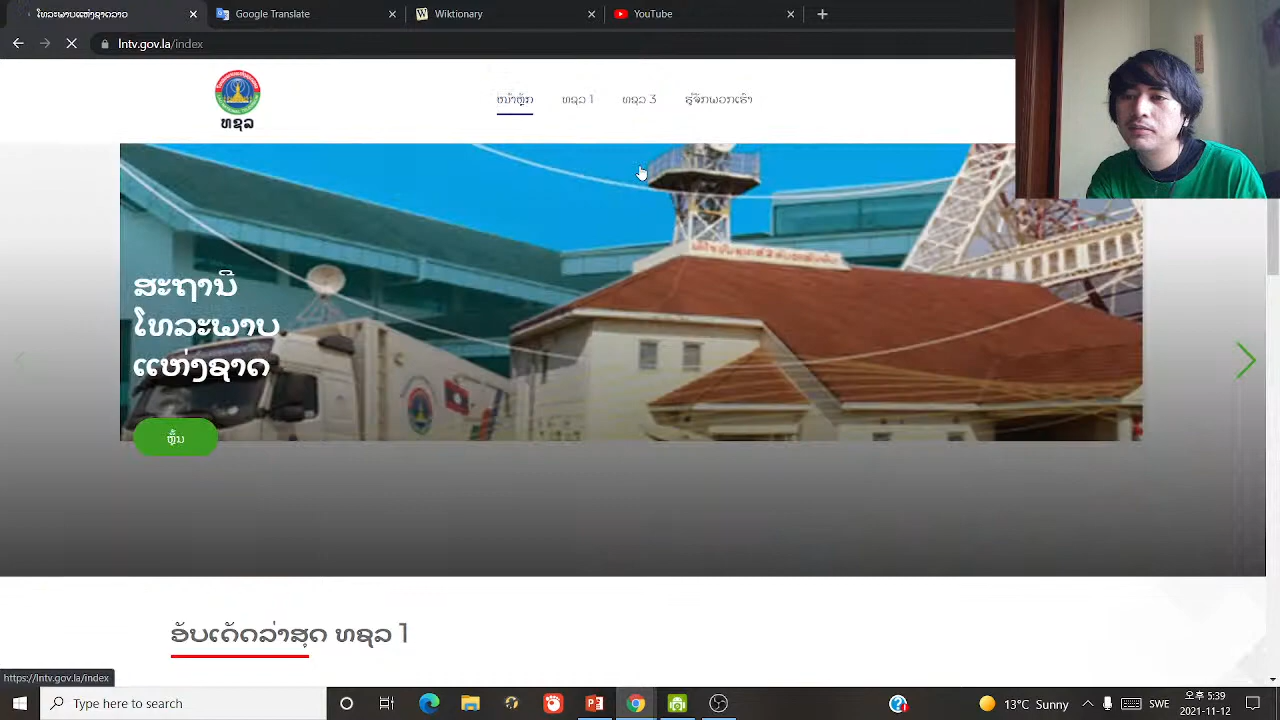 ໂທລະພາບແຫ່ງຊາດລາວ
Google Translate
Wiktionary
YouTube
lntv.gov.la/index
ທຊລ
ໜ້າຫຼັກ
ທຊລ 1
ທຊລ 3
ຮູ້ຈັກພວກເຮົາ
ສະຖານີ
ໂທລະພາບ
ແຫ່ງຊາດ
ຫຼິ້ນ
ອັບເດັດລ່າສຸດ ທຊລ 1
https://lntv.gov.la/index
Type here to search
13°C Sunny
SWE
오후 5:39
2021-11-12